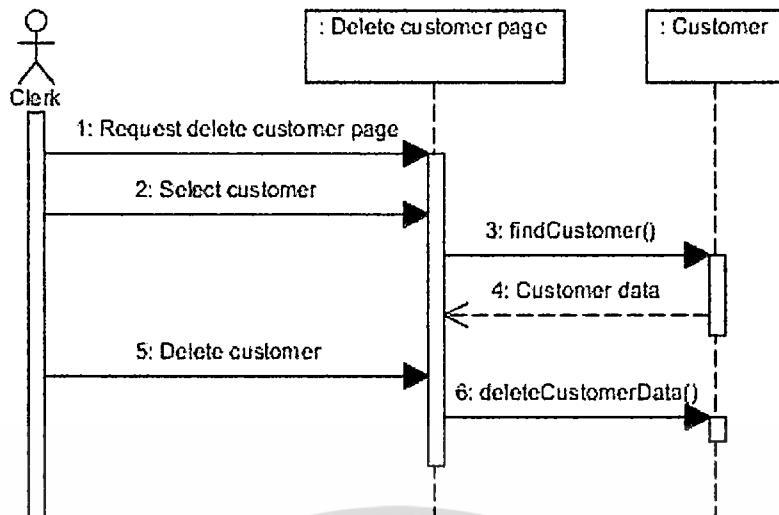 : Delete customer page
: Customer
Clerk
1: Request delete customer page
2: Select customer
3: findCustomer()
4: Customer data
5: Delete customer
6: deleteCustomerData()